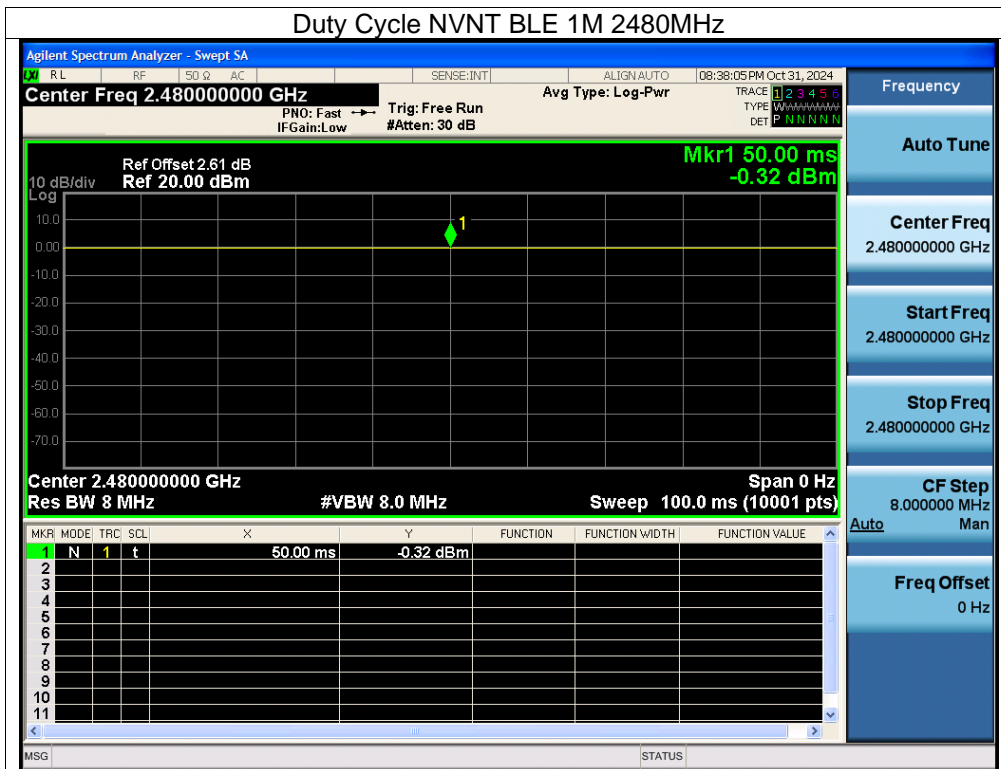 Duty Cycle NVNT BLE 1M 2480MHz
Agilent Spectrum Analyzer - Swept SA
LXI RL RF 50 Ω AC SENSE:INT ALIGN AUTO 08:38:05 PM Oct 31, 2024
Center Freq 2.480000000 GHz Avg Type: Log-Pwr TRACE 1 2 3 4 5 6
PNO: Fast Trig: Free Run TYPE WWWWWW
IFGain:Low #Atten: 30 dB DET P N N N N N
Mkr1 50.00 ms
Ref Offset 2.61 dB
10 dB/div Ref 20.00 dBm -0.32 dBm
Log
10.0
1
0.00
-10.0
-20.0
-30.0
-40.0
-50.0
-60.0
-70.0
Center 2.480000000 GHz Span 0 Hz
Res BW 8 MHz #VBW 8.0 MHz Sweep 100.0 ms (10001 pts)
MKR MODE TRC SCL X Y FUNCTION FUNCTION WIDTH FUNCTION VALUE
1 N 1 t 50.00 ms -0.32 dBm
2
3
4
5
6
7
8
9
10
11
MSG STATUS
Frequency
Auto Tune
Center Freq
2.480000000 GHz
Start Freq
2.480000000 GHz
Stop Freq
2.480000000 GHz
CF Step
8.000000 MHz
Auto Man
Freq Offset
0 Hz